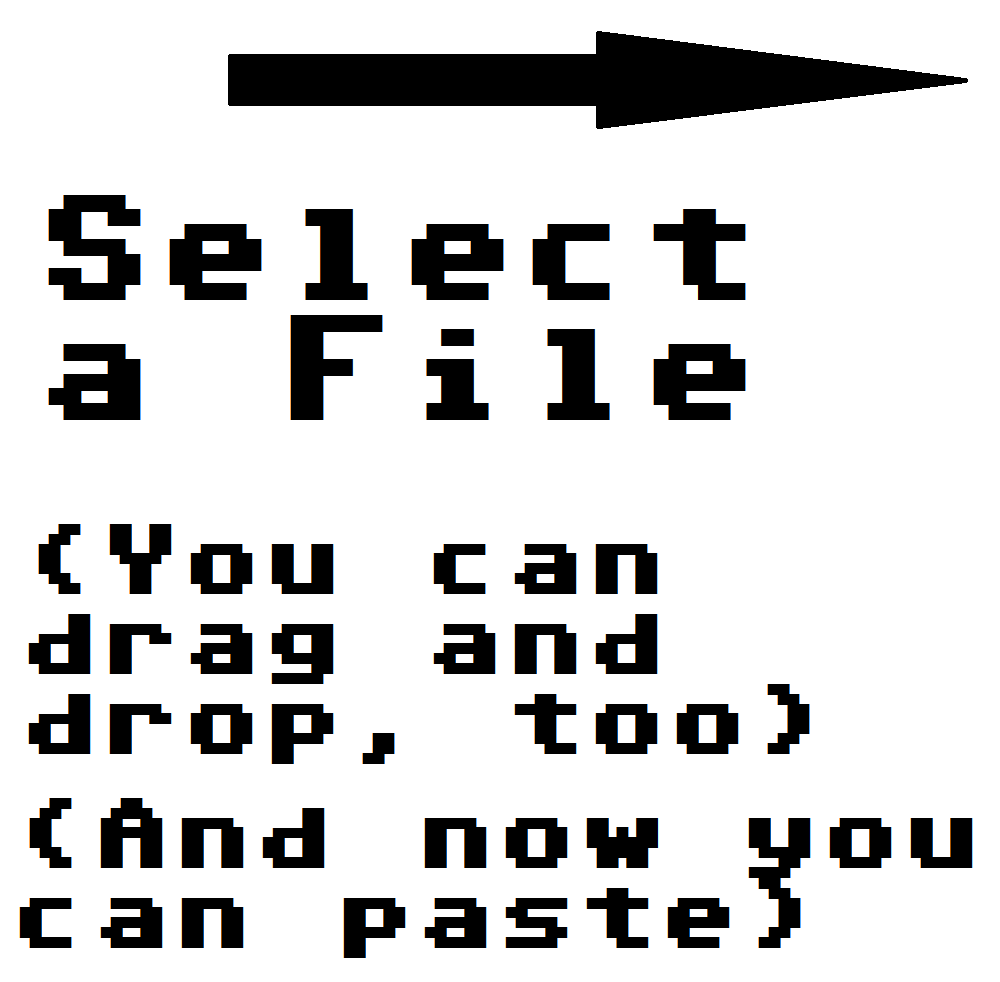 Select
a File
(You can
drag and
drop, too)
(And now you
can paste)